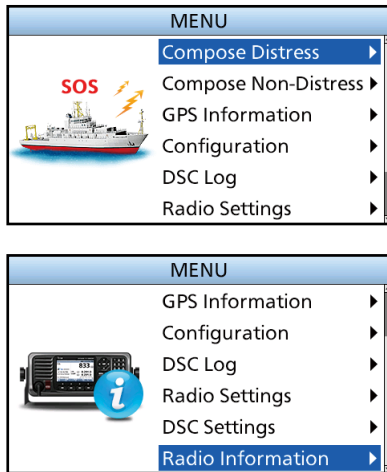 MENU
Compose Distress
SOS
Compose Non-Distress
GPS Information
Configuration
DSC Log
Radio Settings
MENU
GPS Information
Configuration
DSC Log
833
Radio Settings
i
DSC Settings
Radio Information